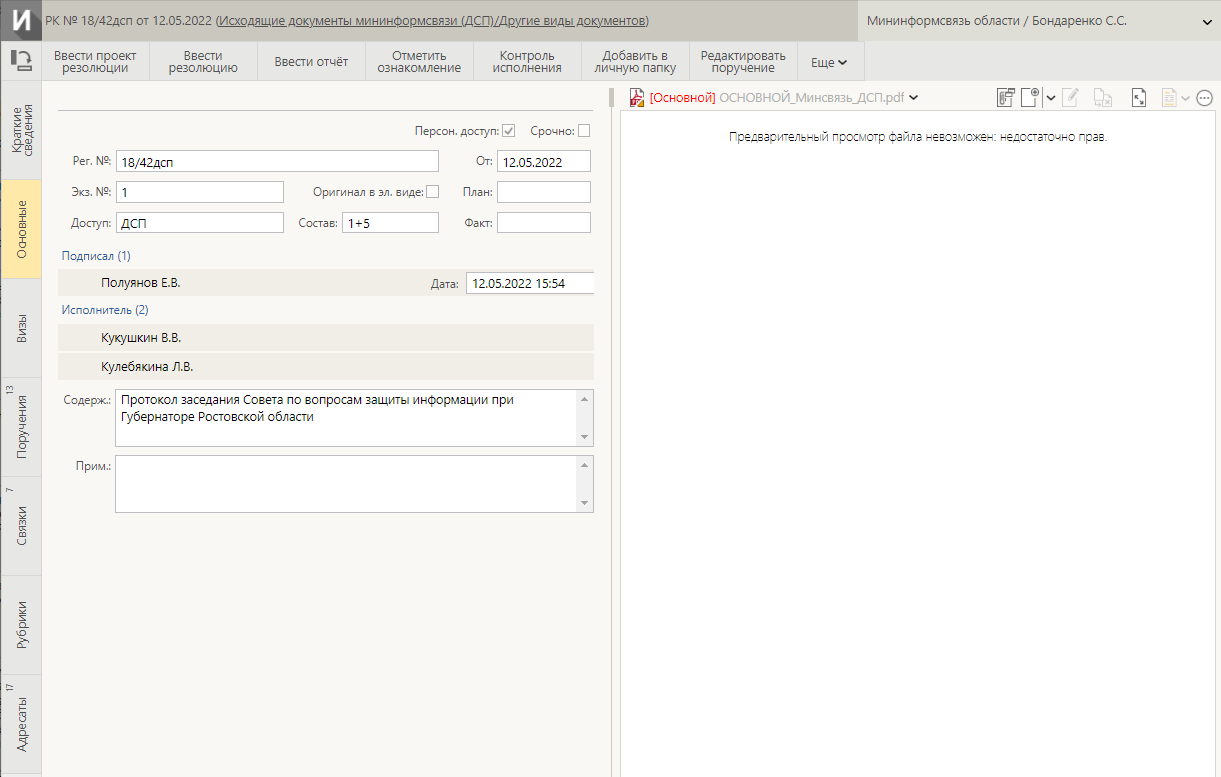 И
РК № 18/42дсп от 12.05.2022 (Исходящие документы мининформсвязи (ДСП)/Другие виды документов)
Мининформсвязь области / Бондаренко С.С.
Ввести проект
резолюции
Ввести
резолюцию
Ввести отчёт
Отметить
ознакомление
Контроль
исполнения
Добавить в
личную папку
Редактировать
поручение
Еще
Краткие
сведения
Основные
Визы
13
Поручения
7
Связки
Рубрики
17
Адресаты
Персон. доступ:
Срочно:
Рег. №: 18/42дсп
От: 12.05.2022
Экз. №: 1
Оригинал в эл. виде:
План:
Доступ: ДСП
Состав: 1+5
Факт:
Подписал (1)
Полуянов Е.В.
Дата: 12.05.2022 15:54
Исполнитель (2)
Кукушкин В.В.
Кулебякина Л.В.
Содерж.: Протокол заседания Совета по вопросам защиты информации при
Губернаторе Ростовской области
Прим.:
[Основной] ОСНОВНОЙ_Минсвязь_ДСП.pdf
Предварительный просмотр файла невозможен: недостаточно прав.